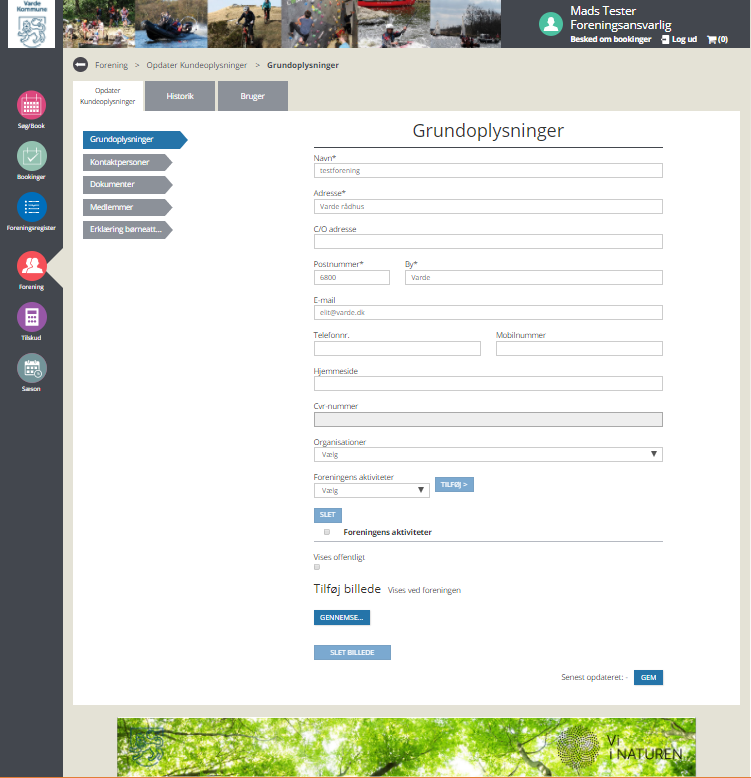 Varde
Kommune
Mads Tester
Foreningsansvarlig
Besked om bookinger Log ud (0)
Forening > Opdater Kundeoplysninger > Grundoplysninger
Opdater
Kundeoplysninger
Historik
Bruger
Søg/Book
Bookinger
Foreningsregister
Forening
Tilskud
Sæson
Grundoplysninger
Kontaktpersoner
Dokumenter
Medlemmer
Erklæring børneatt...
Grundoplysninger
Navn*
testforening
Adresse*
Varde rådhus
C/O adresse
Postnummer* By*
6800 Varde
E-mail
elit@varde.dk
Telefonnr. Mobilnummer
Hjemmeside
Cvr-nummer
Organisationer
Vælg
Foreningens aktiviteter
Vælg TILFØJ >
SLET
Foreningens aktiviteter
Vises offentligt
Tilføj billede Vises ved foreningen
GENNEMSE...
SLET BILLEDE
Senest opdateret: - GEM
Vi
i NATUREN